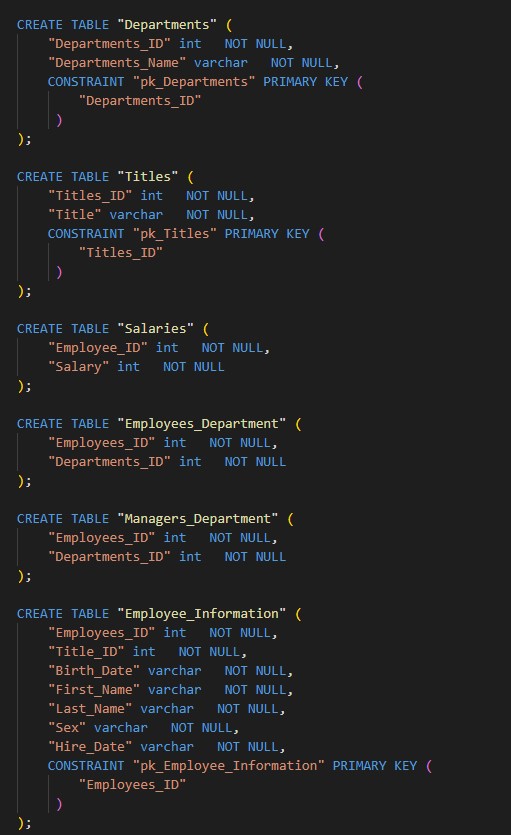 CREATE TABLE "Departments" (
    "Departments_ID" int   NOT NULL,
    "Departments_Name" varchar   NOT NULL,
    CONSTRAINT "pk_Departments" PRIMARY KEY (
        "Departments_ID"
     )
);

CREATE TABLE "Titles" (
    "Titles_ID" int   NOT NULL,
    "Title" varchar   NOT NULL,
    CONSTRAINT "pk_Titles" PRIMARY KEY (
        "Titles_ID"
     )
);

CREATE TABLE "Salaries" (
    "Employee_ID" int   NOT NULL,
    "Salary" int   NOT NULL
);

CREATE TABLE "Employees_Department" (
    "Employees_ID" int   NOT NULL,
    "Departments_ID" int   NOT NULL
);

CREATE TABLE "Managers_Department" (
    "Employees_ID" int   NOT NULL,
    "Departments_ID" int   NOT NULL
);

CREATE TABLE "Employee_Information" (
    "Employees_ID" int   NOT NULL,
    "Title_ID" int   NOT NULL,
    "Birth_Date" varchar   NOT NULL,
    "First_Name" varchar   NOT NULL,
    "Last_Name" varchar   NOT NULL,
    "Sex" varchar   NOT NULL,
    "Hire_Date" varchar   NOT NULL,
    CONSTRAINT "pk_Employee_Information" PRIMARY KEY (
        "Employees_ID"
     )
);